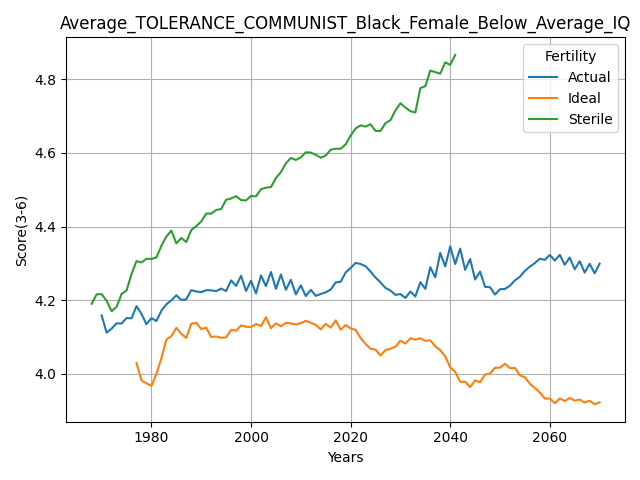 Average_TOLERANCE_COMMUNIST_Black_Female_Below_Average_IQ
Fertility
Actual
Ideal
Sterile
Score(3-6)
4.8
4.6
4.4
4.2
4.0
1980 2000 2020 2040 2060
Years